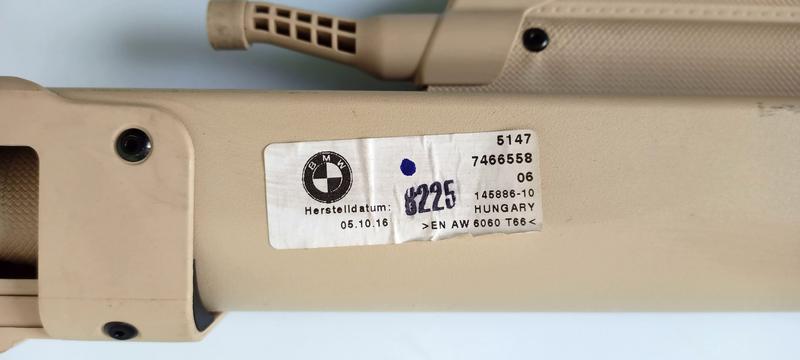 BMW
5147
7466558
06
145886-10
HUNGARY
>EN AW 6060 T66<
8225
Herstelldatum:
05.10.16